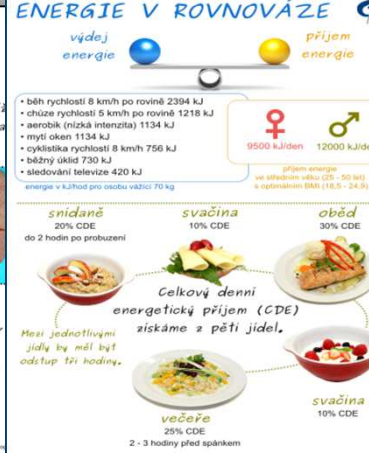 ENERGIE V ROVNOVÁZE
výdej
energie
příjem
energie
• běh rychlostí 8 km/h po rovině 2394 kJ
• chůze rychlostí 5 km/h po rovině 1218 kJ
• aerobik (nízká intenzita) 1134 kJ
• mytí oken 1134 kJ
• cyklistika rychlostí 8 km/h 756 kJ
• běžný úklid 730 kJ
• sledování televize 420 kJ
energie v kJ/hod pro osobu vážící 70 kg
9500 kJ/den
12000 kJ/de
příjem energie
ve středním věku (25 - 50 let)
s optimálním BMI (18,5 - 24,9)
snídaně
20% CDE
do 2 hodin po probuzení
svačina
10% CDE
oběd
30% CDE
Celkový denní
energetický příjem (CDE)
získáme z pěti jídel.
Mezi jednotlivými
jídly by měl být
odstup tři hodiny.
večeře
25% CDE
2 - 3 hodiny před spánkem
svačina
10% CDE